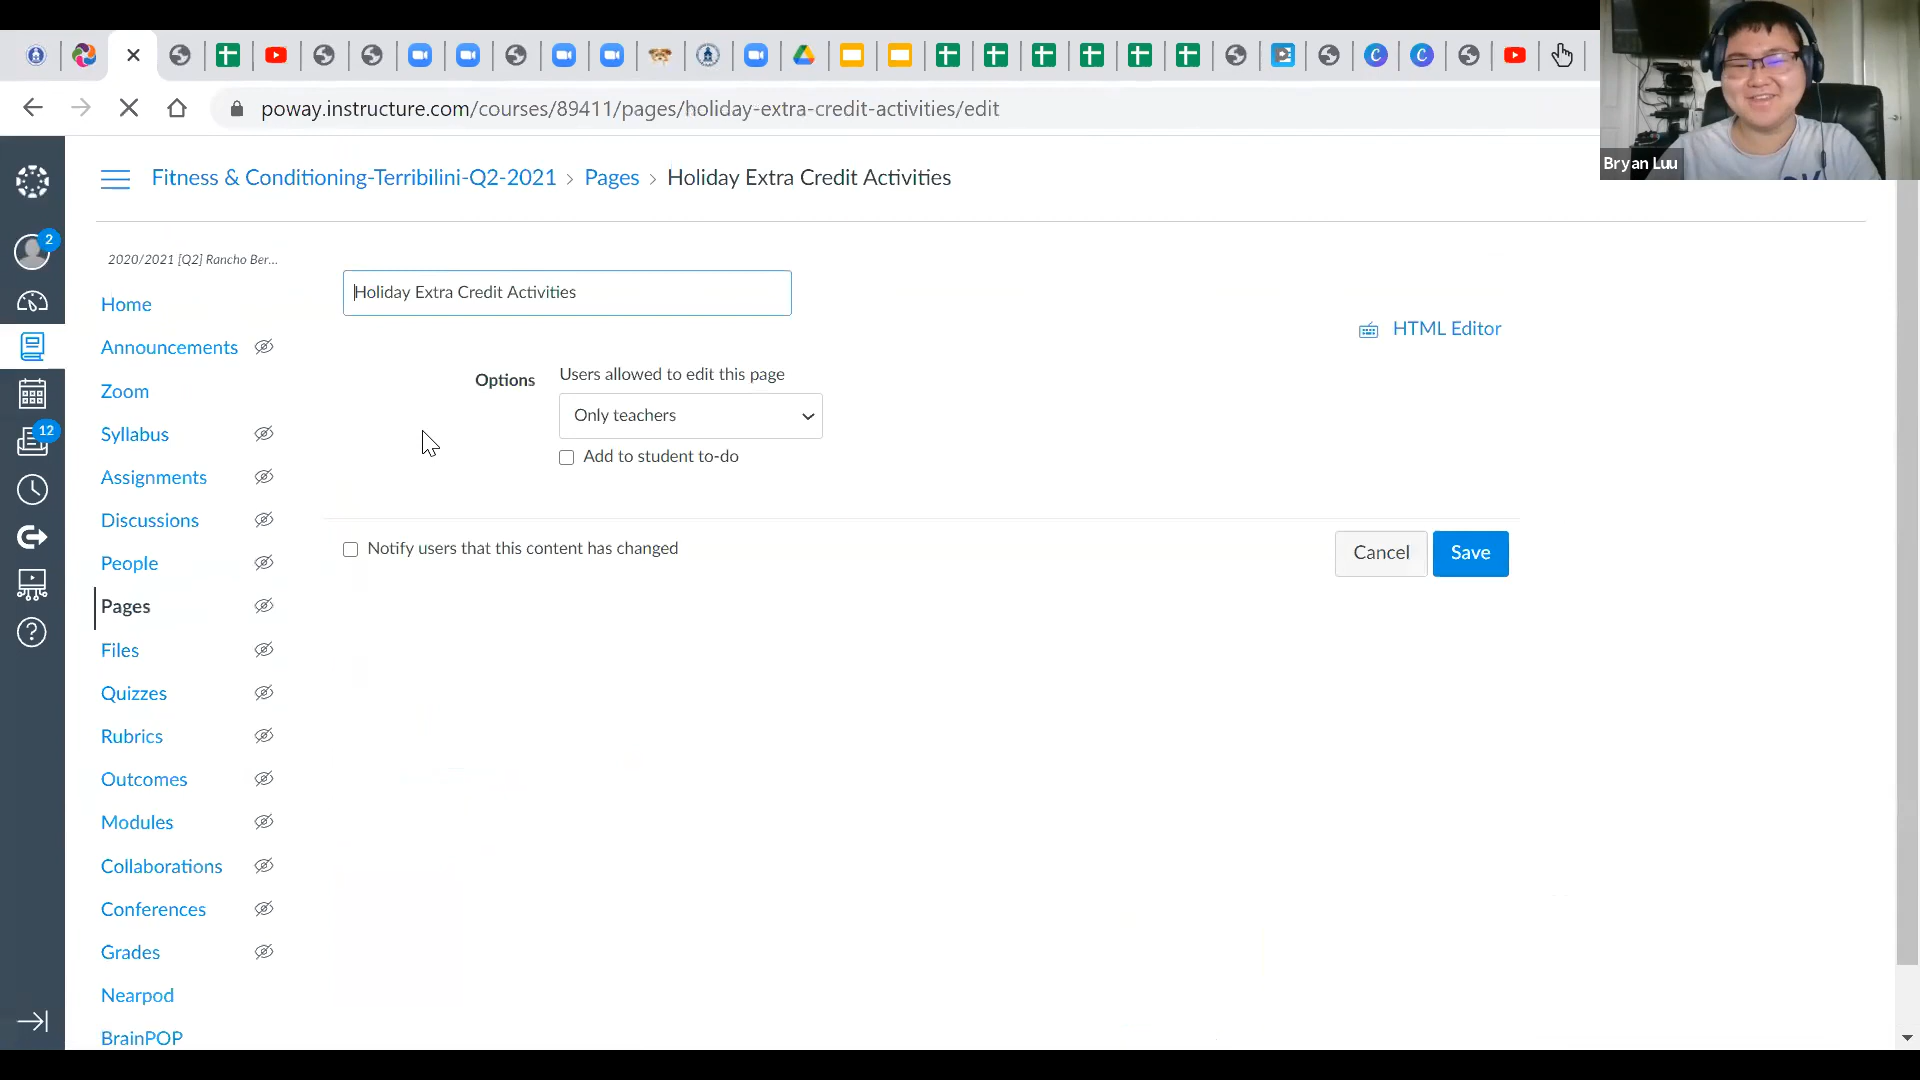 poway.instructure.com/courses/89411/pages/holiday-extra-credit-activities/edit
Bryan Luu
Fitness & Conditioning-Terribilini-Q2-2021 > Pages > Holiday Extra Credit Activities
2
12
2020/2021 [Q2] Rancho Ber...
Home
Announcements
Zoom
Syllabus
Assignments
Discussions
People
Pages
Files
Quizzes
Rubrics
Outcomes
Modules
Collaborations
Conferences
Grades
Nearpod
BrainPOP
Holiday Extra Credit Activities
HTML Editor
Options
Users allowed to edit this page
Only teachers
Add to student to-do
Notify users that this content has changed
Cancel
Save